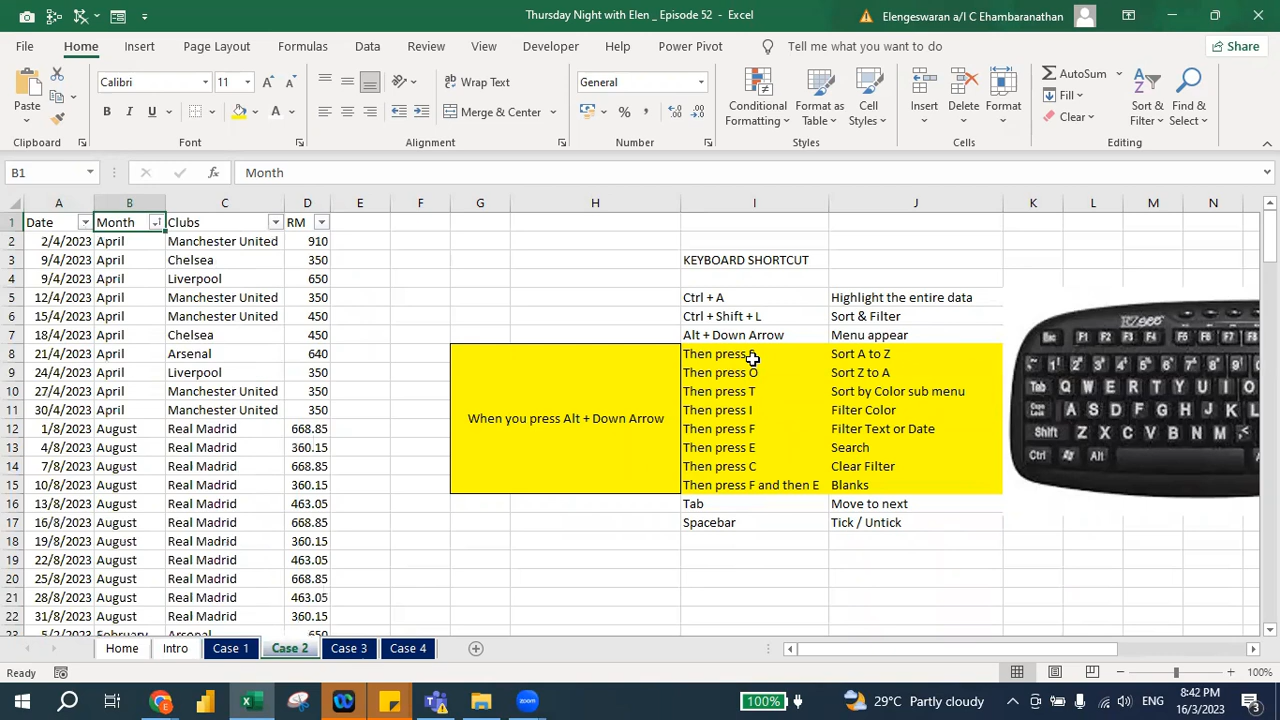 Thursday Night with Elen _ Episode 52 - Excel
Elengeswaran a/l I C Ehambaranathan
File Home Insert Page Layout Formulas Data Review View Developer Help Power Pivot Tell me what you want to do Share
Paste
Clipboard
Calibri 11
B I U
Font
Wrap Text
Merge & Center
Alignment
General
%
Number
Conditional Formatting
Format as Table
Cell Styles
Styles
Insert Delete Format
Cells
AutoSum
Fill
Clear
Sort & Filter
Find & Select
Editing
B1 fx Month
A B C D E F G H I J K L M N
1 Date Month Clubs RM
2 2/4/2023 April Manchester United 910
3 9/4/2023 April Chelsea 350 KEYBOARD SHORTCUT
4 9/4/2023 April Liverpool 650
5 12/4/2023 April Manchester United 350 Ctrl + A Highlight the entire data
6 15/4/2023 April Manchester United 450 Ctrl + Shift + L Sort & Filter
7 18/4/2023 April Chelsea 450 Alt + Down Arrow Menu appear
8 21/4/2023 April Arsenal 640 Then press Sort A to Z
9 24/4/2023 April Liverpool 350 Then press O Sort Z to A
10 27/4/2023 April Manchester United 350 Then press T Sort by Color sub menu
11 30/4/2023 April Manchester United 350 When you press Alt + Down Arrow Then press I Filter Color
12 1/8/2023 August Real Madrid 668.85 Then press F Filter Text or Date
13 4/8/2023 August Real Madrid 360.15 Then press E Search
14 7/8/2023 August Real Madrid 668.85 Then press C Clear Filter
15 10/8/2023 August Real Madrid 360.15 Then press F and then E Blanks
16 13/8/2023 August Real Madrid 463.05 Tab Move to next
17 16/8/2023 August Real Madrid 668.85 Spacebar Tick / Untick
18 19/8/2023 August Real Madrid 360.15
19 22/8/2023 August Real Madrid 463.05
20 25/8/2023 August Real Madrid 668.85
21 28/8/2023 August Real Madrid 463.05
22 31/8/2023 August Real Madrid 360.15
23 5/2/2023 February Arsenal 650
Home Intro Case 1 Case 2 Case 3 Case 4
Ready 100%
100% 29°C Partly cloudy ENG 8:42 PM
16/3/2023 3